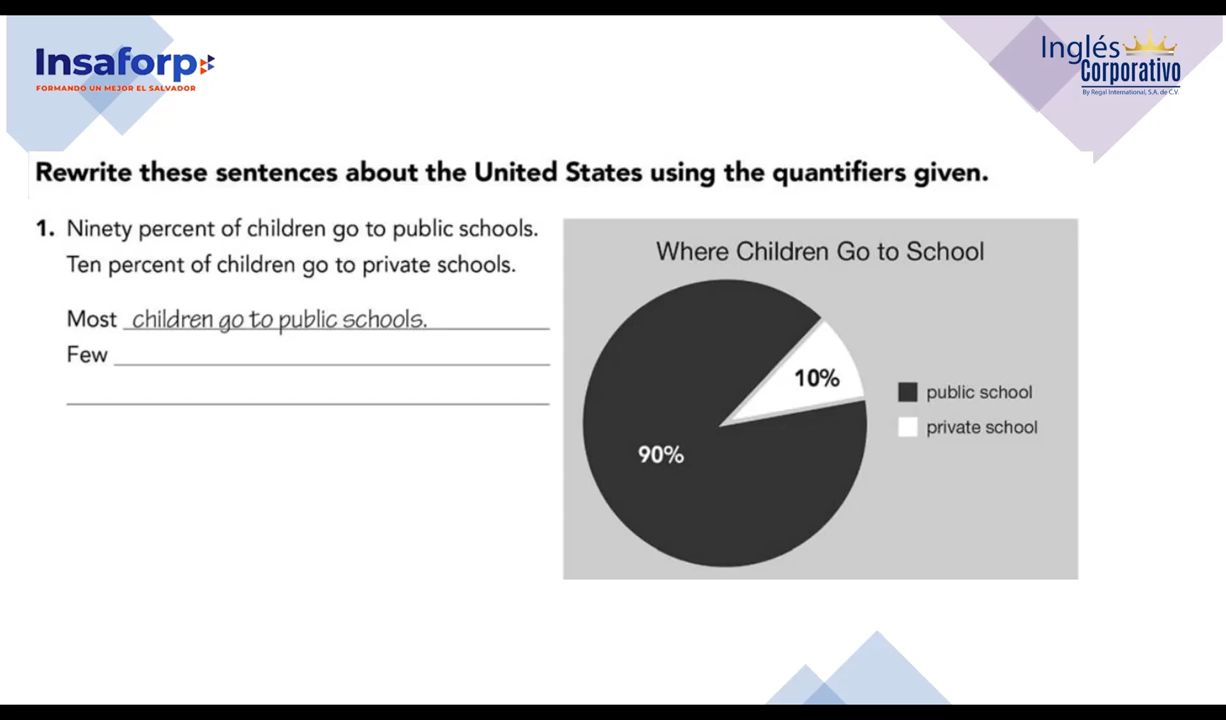 Insaforp
FORMANDO UN MEJOR EL SALVADOR
Inglés
Corporativo
By Regal International, S.A. de C.V.
Rewrite these sentences about the United States using the quantifiers given.
1. Ninety percent of children go to public schools.
Ten percent of children go to private schools.
Most children go to public schools.
Few
Where Children Go to School
10%
90%
public school
private school